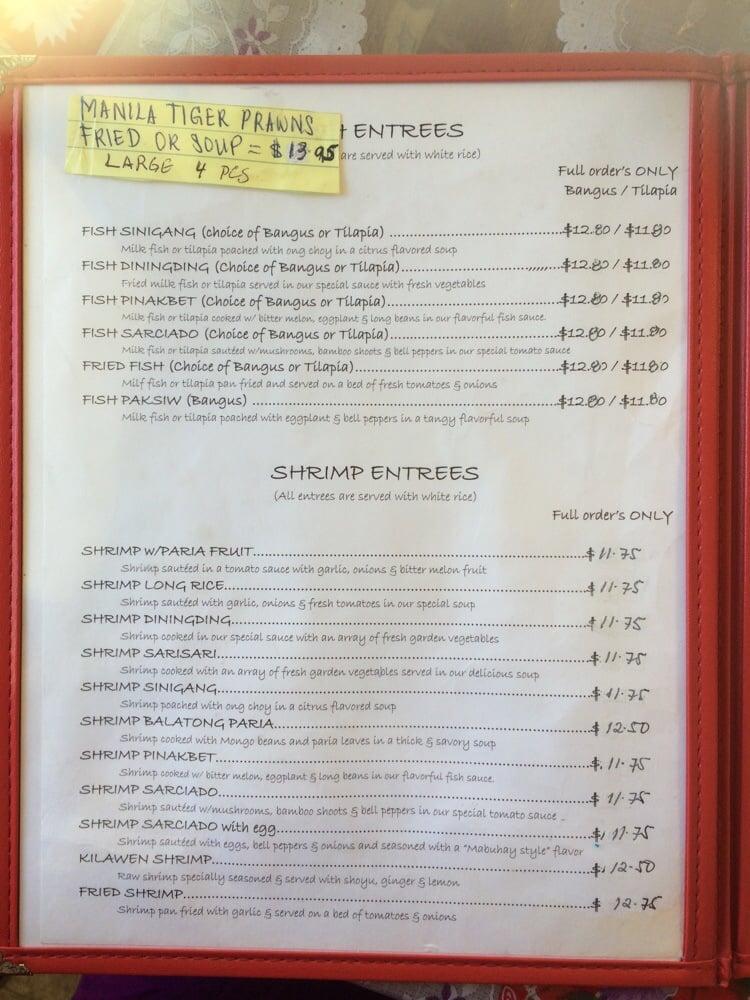 MANILA TIGER PRAWNS
FRIED OR SOUP = $13.95
LARGE 4 PCS
H ENTREES
are served with white rice)
Full order's ONLY
Bangus / Tilapia
FISH SINIGANG (choice of Bangus or Tilapia) ........ $12.80 / $11.80
Milk fish or tilapia poached with ong choy in a citrus flavored soup
FISH DININGDING (Choice of Bangus or Tilapia)........ $12.80 / $11.80
Fried milk fish or tilapia served in our special sauce with fresh vegetables
FISH PINAKBET (Choice of Bangus or Tilapia)........ $12.80 / $11.80
Milk fish or tilapia cooked w/ bitter melon, eggplant & long beans in our flavorful fish sauce.
FISH SARCIADO (Choice of Bangus or Tilapia)........ $12.80 / $11.80
Milk fish or tilapia sautéed w/mushrooms, bamboo shoots & bell peppers in our special tomato sauce
FRIED FISH (Choice of Bangus or Tilapia)........ $12.80 / $11.80
Milf fish or tilapia pan fried and served on a bed of fresh tomatoes & onions
FISH PAKSIW (Bangus) ........ $12.80 / $11.80
Milk fish or tilapia poached with eggplant & bell peppers in a tangy flavorful soup
SHRIMP ENTREES
(All entrees are served with white rice)
Full order's ONLY
SHRIMP w/PARIA FRUIT........ $11.75
Shrimp sautéed in a tomato sauce with garlic, onions & bitter melon fruit
SHRIMP LONG RICE........ $11.75
Shrimp sautéed with garlic, onions & fresh tomatoes in our special soup
SHRIMP DININGDING........ $11.75
Shrimp cooked in our special sauce with an array of fresh garden vegetables
SHRIMP SARISARI........ $11.75
Shrimp cooked with an array of fresh garden vegetables served in our delicious soup
SHRIMP SINIGANG........ $11.75
Shrimp poached with ong choy in a citrus flavored soup
SHRIMP BALATONG PARIA........ $12.50
Shrimp cooked with Mongo beans and paria leaves in a thick & savory soup
SHRIMP PINAKBET........ $11.75
Shrimp cooked w/ bitter melon, eggplant & long beans in our flavorful fish sauce.
SHRIMP SARCIADO........ $11.75
Shrimp sautéed w/mushrooms, bamboo shoots & bell peppers in our special tomato sauce
SHRIMP SARCIADO with egg........ $11.75
Shrimp sautéed with eggs, bell peppers & onions and seasoned with a "Mabuhay style" flavor
KILAWEN SHRIMP........ $12.50
Raw shrimp specially seasoned & served with shoyu, ginger & lemon
FRIED SHRIMP........ $12.75
Shrimp pan fried with garlic & served on a bed of tomatoes & onions